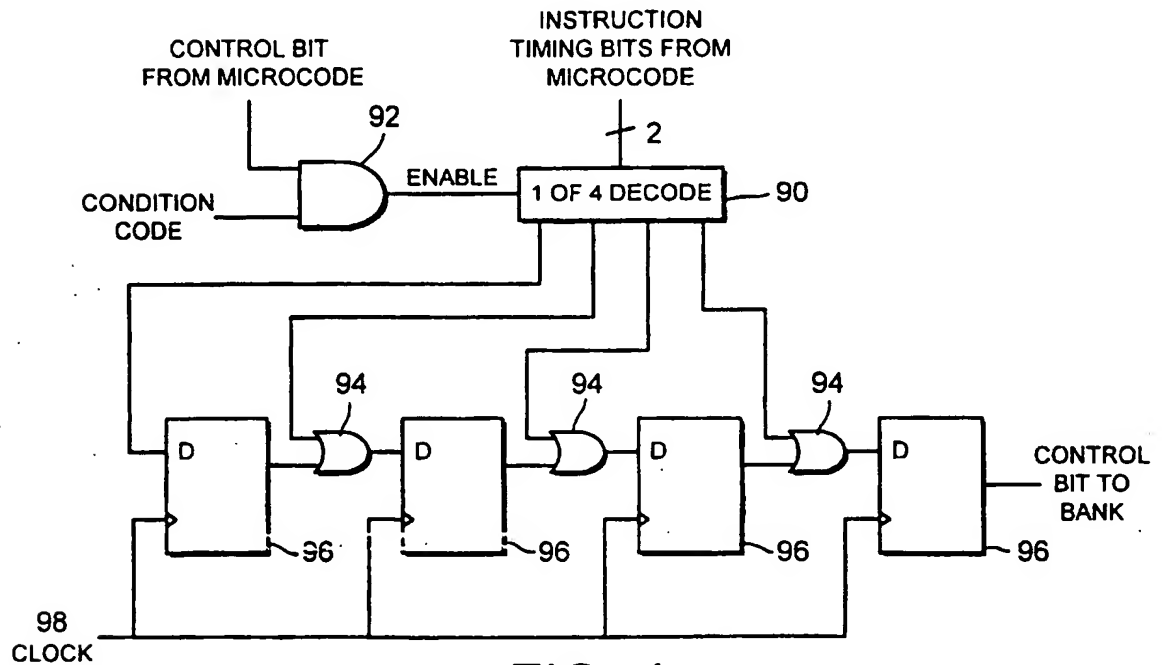 INSTRUCTION
TIMING BITS FROM
MICROCODE
CONTROL BIT
FROM MICROCODE
92
2
ENABLE
1 OF 4 DECODE
90
CONDITION
CODE
94
94
94
D
D
D
D
CONTROL
BIT TO
BANK
96
96
96
96
98
CLOCK